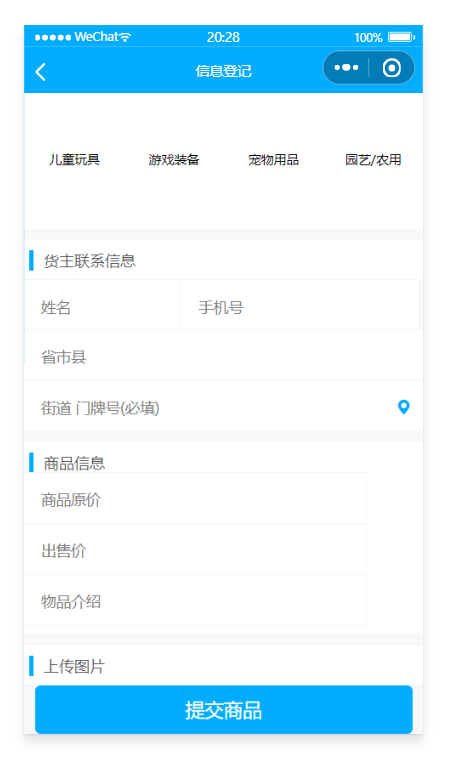 WeChat 20:28 100%
信息登记
儿童玩具 游戏装备 宠物用品 园艺/农用
货主联系信息
姓名 手机号
省市县
街道 门牌号(必填)
商品信息
商品原价
出售价
物品介绍
上传图片
提交商品